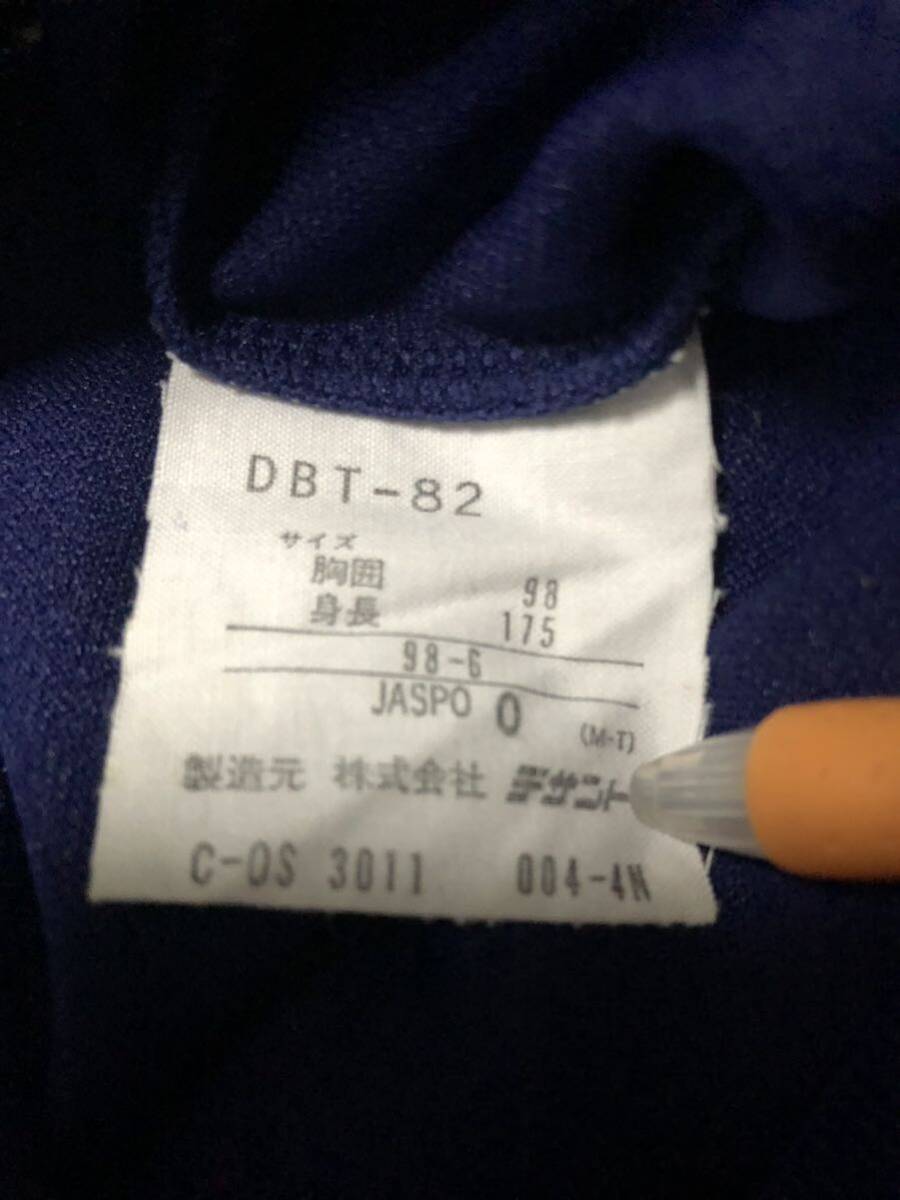 DBT-82
サイズ
胸囲 98
身長 175
98-6
JASPO O (M-T)
製造元 株式会社 デサント
C-OS 3011 004-4N